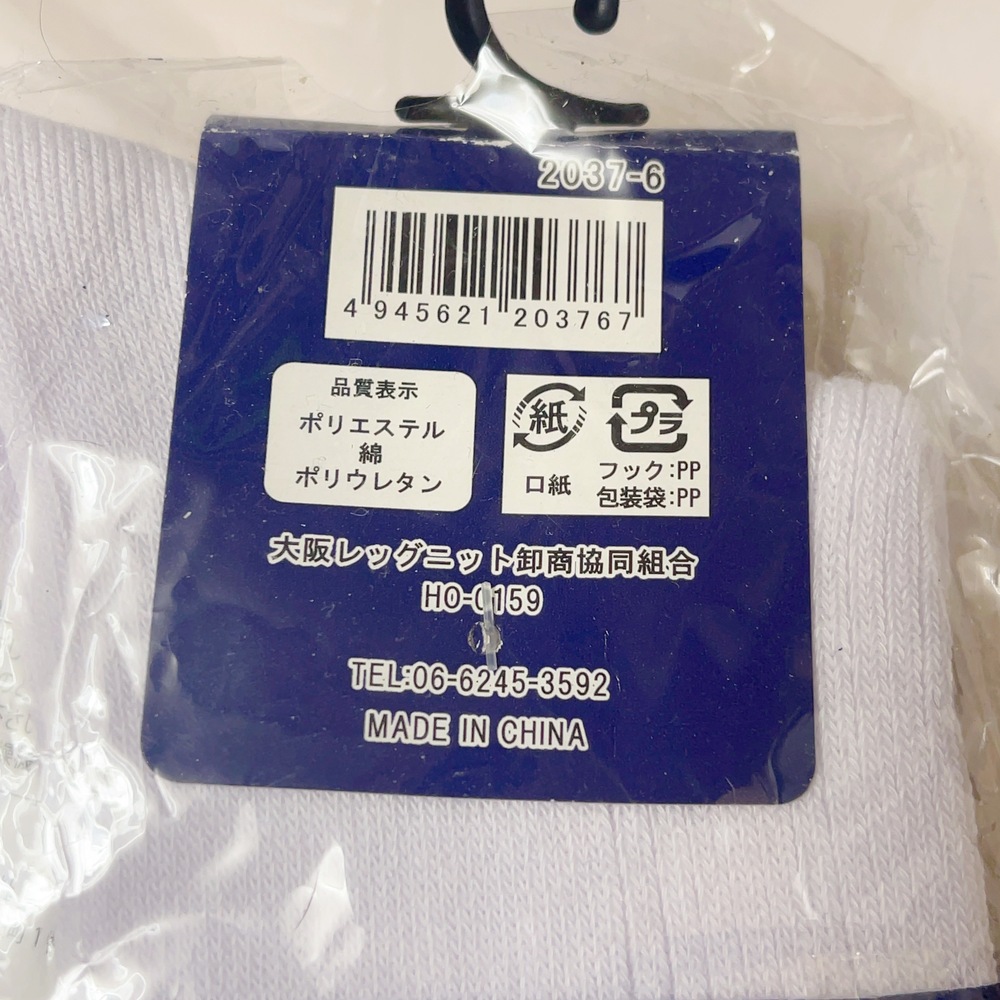 2037-6
4 945621 203767
品質表示
ポリエステル
綿
ポリウレタン
紙
プラ
口紙
フック:PP
包装袋:PP
大阪レッグニット卸商協同組合
HO-0159
TEL:06-6245-3592
MADE IN CHINA